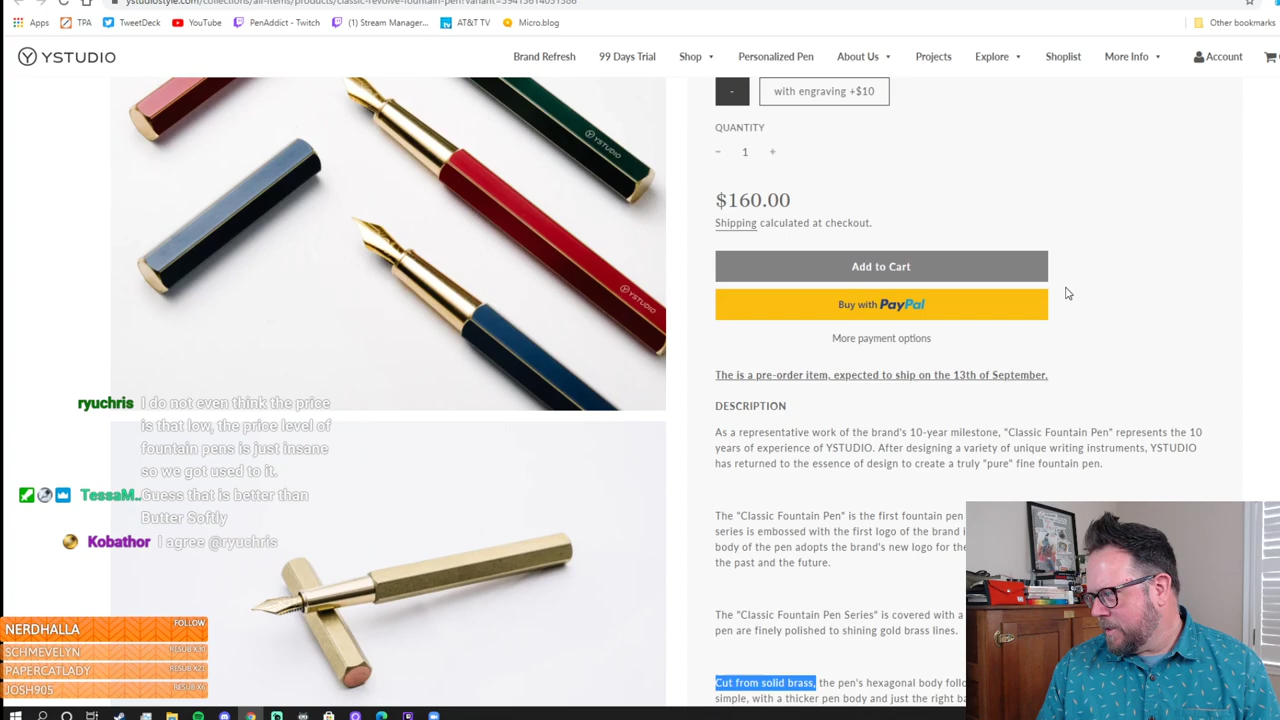 ystudiostyle.com/collections/all-items/products/classic-revolve-fountain-pen?variant=39413614051386
Apps TPA TweetDeck YouTube PenAddict - Twitch (1) Stream Manager... AT&T TV Micro.blog Other bookmarks
YSTUDIO Brand Refresh 99 Days Trial Shop Personalized Pen About Us Projects Explore Shoplist More Info Account
- with engraving +$10
QUANTITY
− 1 +
$160.00
Shipping calculated at checkout.
Add to Cart
Buy with PayPal
More payment options
The is a pre-order item, expected to ship on the 13th of September.
DESCRIPTION
As a representative work of the brand's 10-year milestone, "Classic Fountain Pen" represents the 10
years of experience of YSTUDIO. After designing a variety of unique writing instruments, YSTUDIO
has returned to the essence of design to create a truly "pure" fine fountain pen.
The "Classic Fountain Pen" is the first fountain pen
series is embossed with the first logo of the brand i
body of the pen adopts the brand's new logo for the
the past and the future.
The "Classic Fountain Pen Series" is covered with a
pen are finely polished to shining gold brass lines.
Cut from solid brass, the pen's hexagonal body follo
simple, with a thicker pen body and just the right ba
YSTUDIO
YSTUDIO
ryuchris I do not even think the price
is that low, the price level of
fountain pens is just insane
so we got used to it.
TessaM.. Guess that is better than
Butter Softly
Kobathor I agree @ryuchris
NERDHALLA FOLLOW
SCHMEVELYN RESUB X30
PAPERCATLADY RESUB X21
JOSH905 RESUB X6